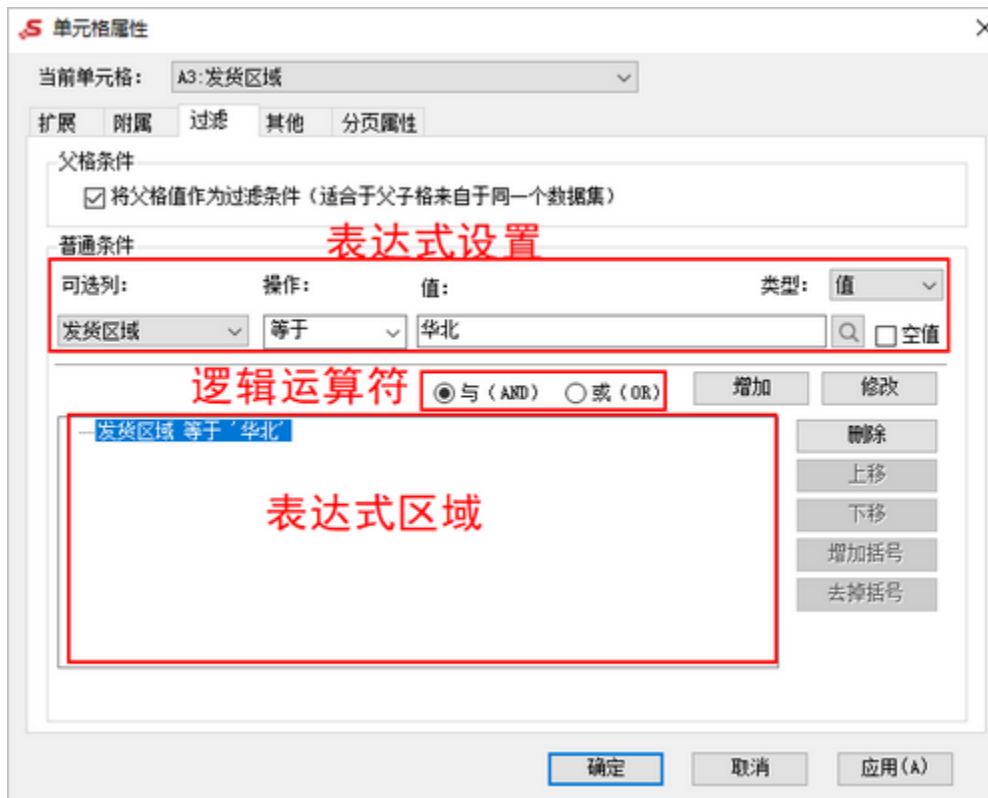 单元格属性
当前单元格: A3:发货区域
扩展 附属 过滤 其他 分页属性
父格条件
将父格值作为过滤条件(适合于父子格来自于同一个数据集)
普通条件 表达式设置
可选列: 操作: 值: 类型: 值
发货区域 等于 华北 空值
逻辑运算符 与(AND) 或(OR) 增加 修改
发货区域 等于 '华北' 删除
上移
表达式区域 下移
增加括号
去掉括号
确定 取消 应用(A)